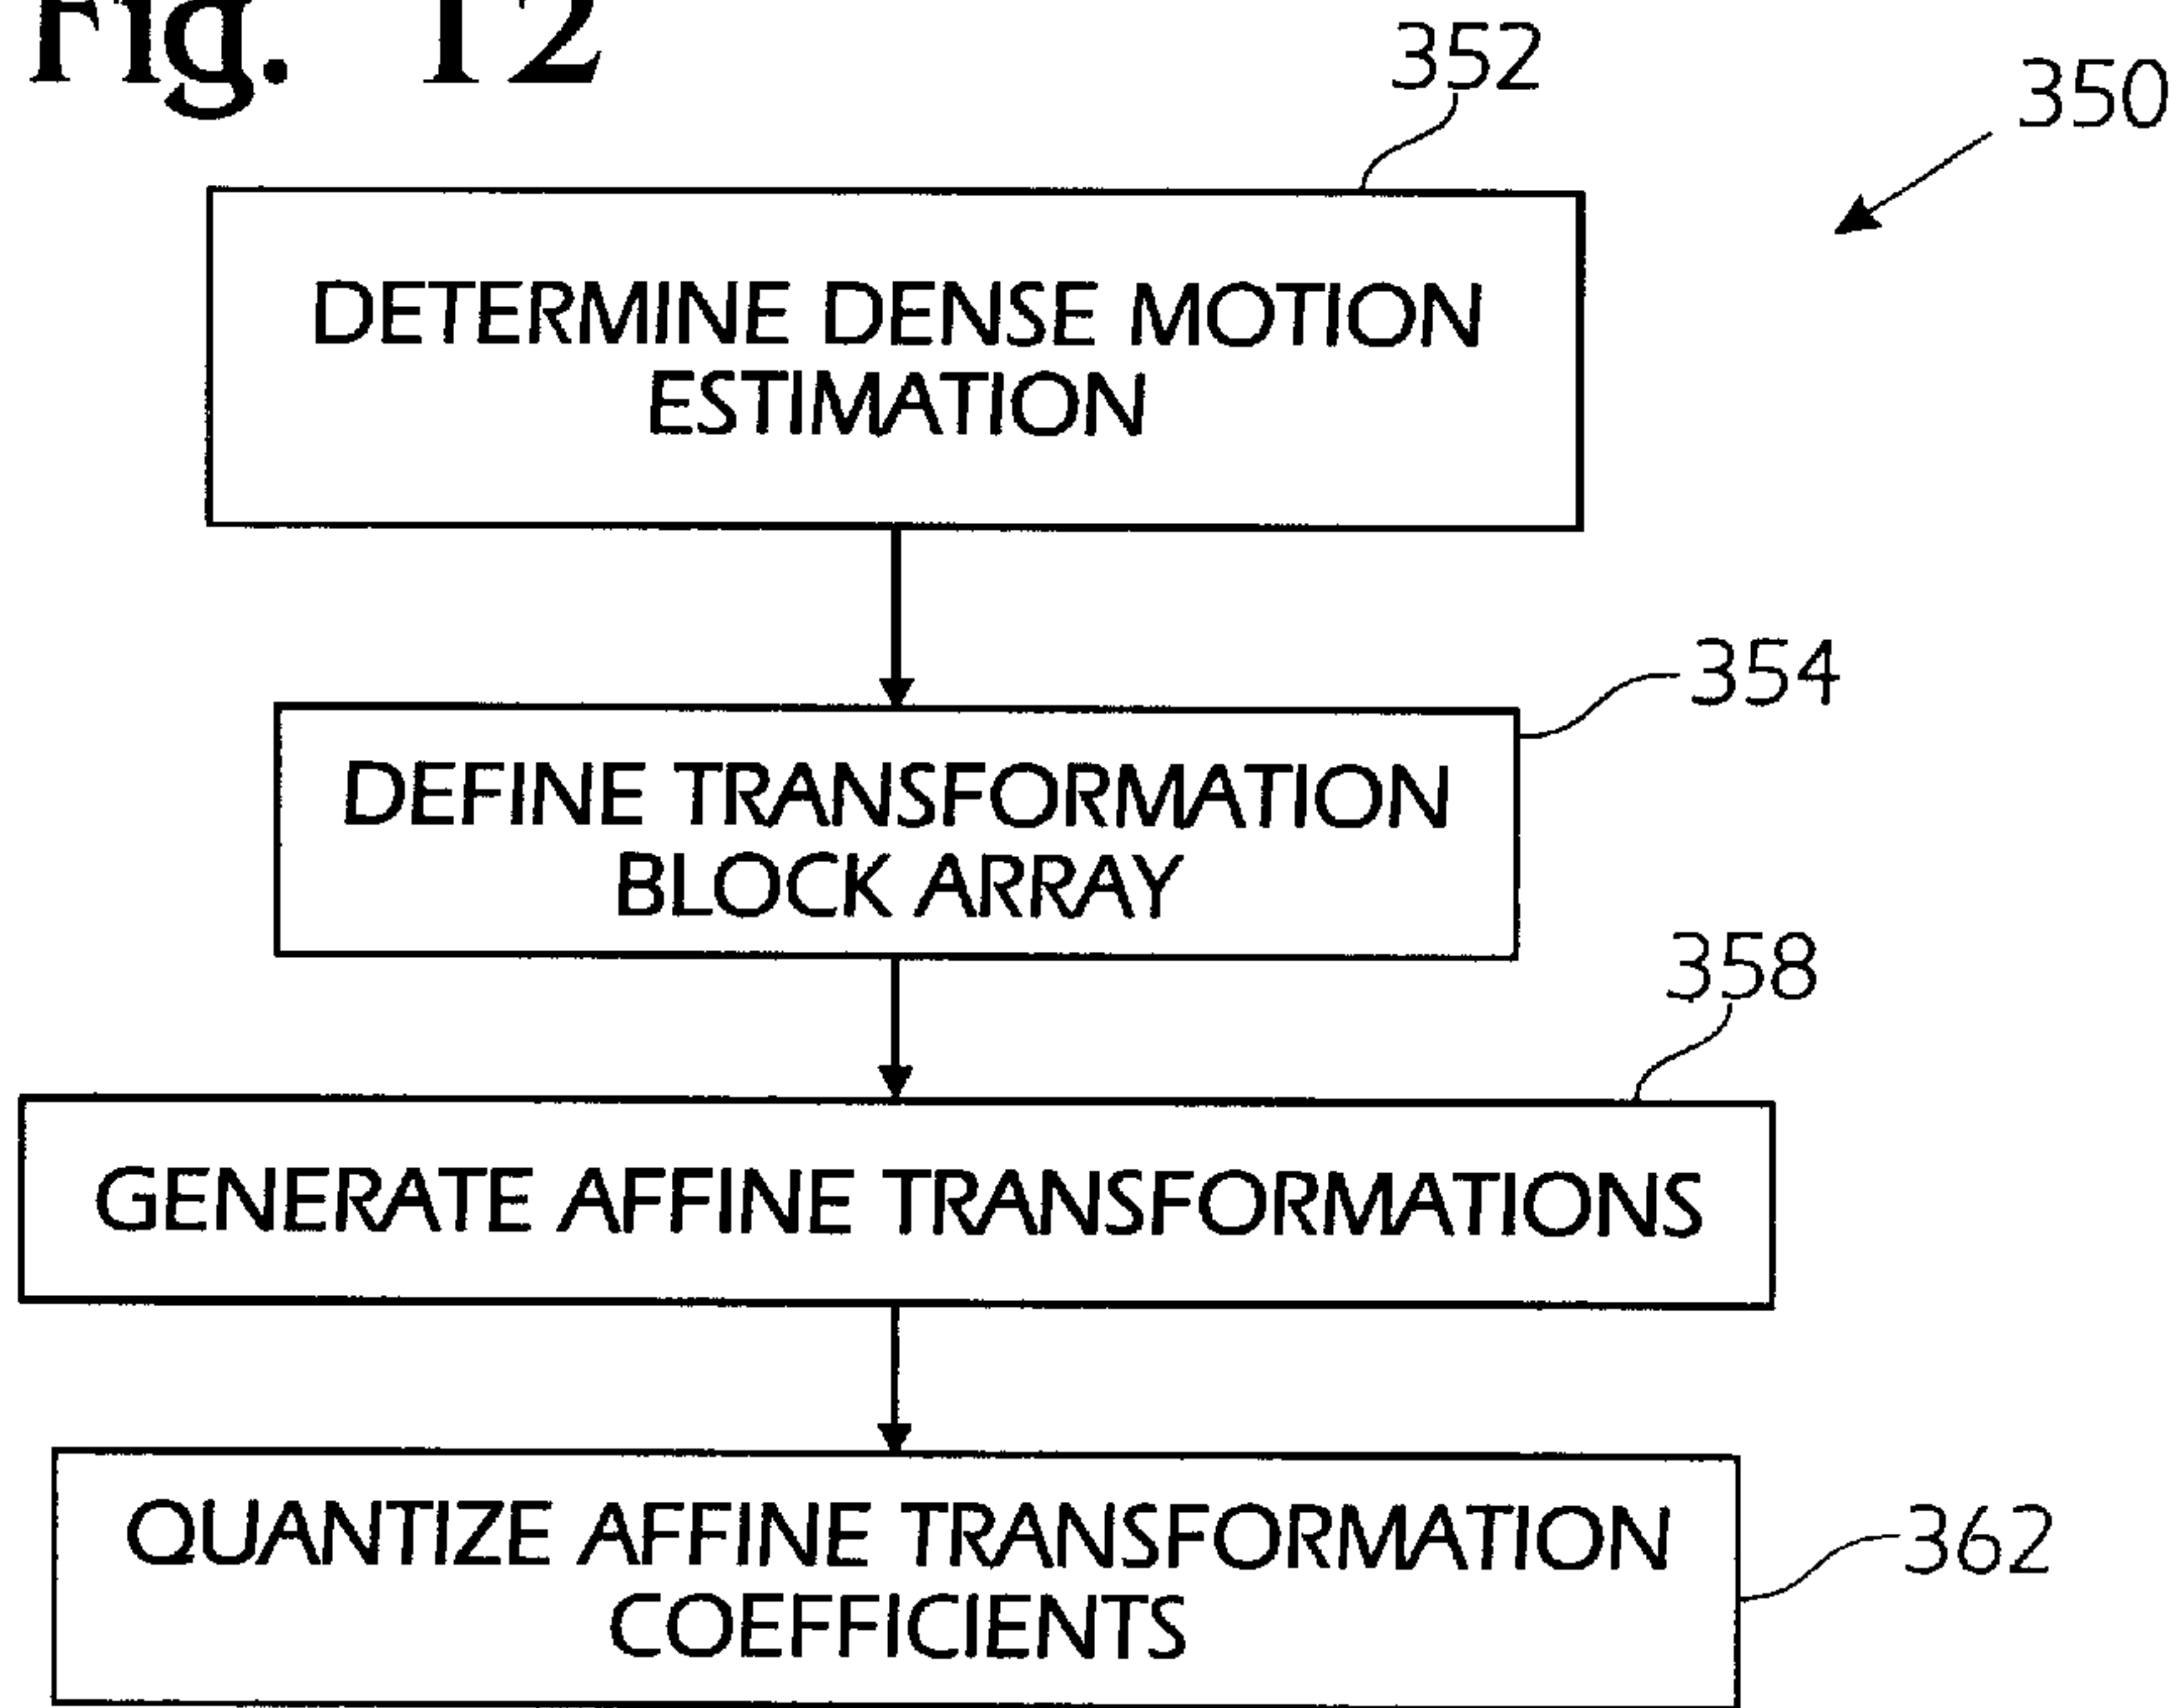 Fig. 12
352
350
DETERMINE DENSE MOTION
ESTIMATION
354
DEFINE TRANSFORMATION
BLOCK ARRAY
358
GENERATE AFFINE TRANSFORMATIONS
QUANTIZE AFFINE TRANSFORMATION
COEFFICIENTS
362